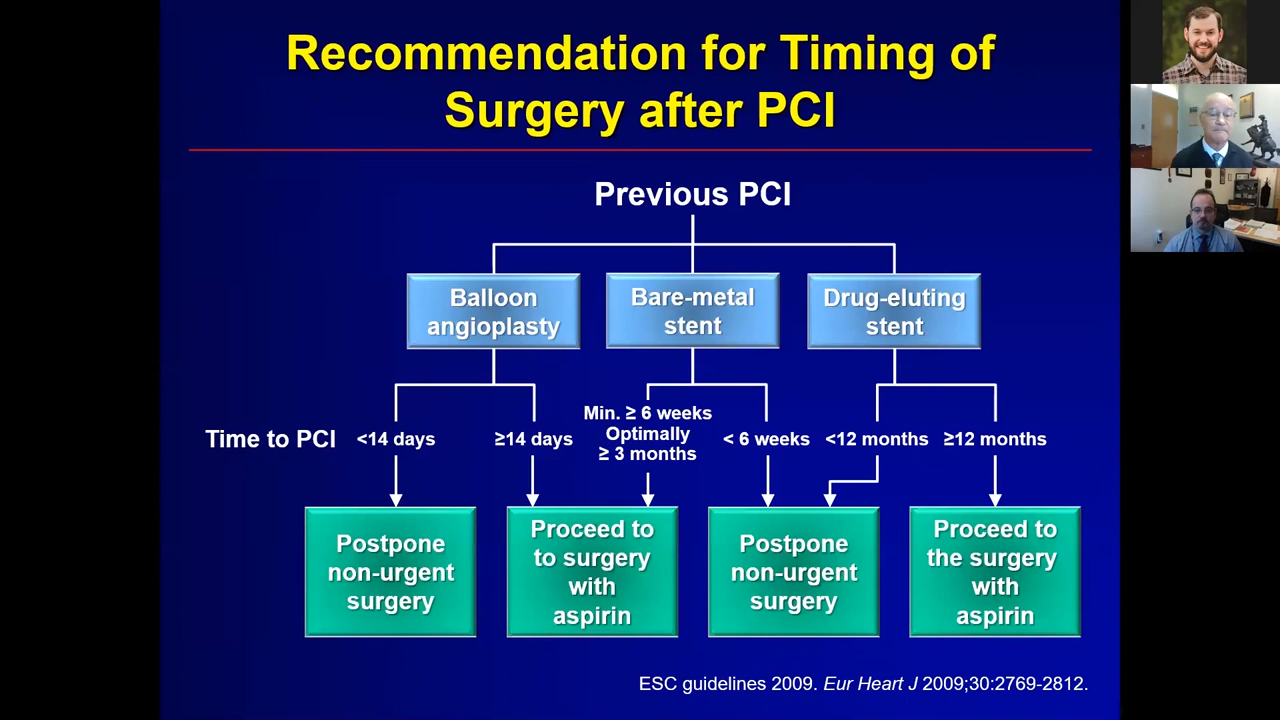 Recommendation for Timing of
Surgery after PCI
Previous PCI
Balloon
angioplasty
Bare-metal
stent
Drug-eluting
stent
Time to PCI
<14 days
≥14 days
Min. ≥ 6 weeks
Optimally
≥ 3 months
< 6 weeks
<12 months
≥12 months
Postpone
non-urgent
surgery
Proceed to
to surgery
with
aspirin
Postpone
non-urgent
surgery
Proceed to
the surgery
with
aspirin
ESC guidelines 2009. Eur Heart J 2009;30:2769-2812.